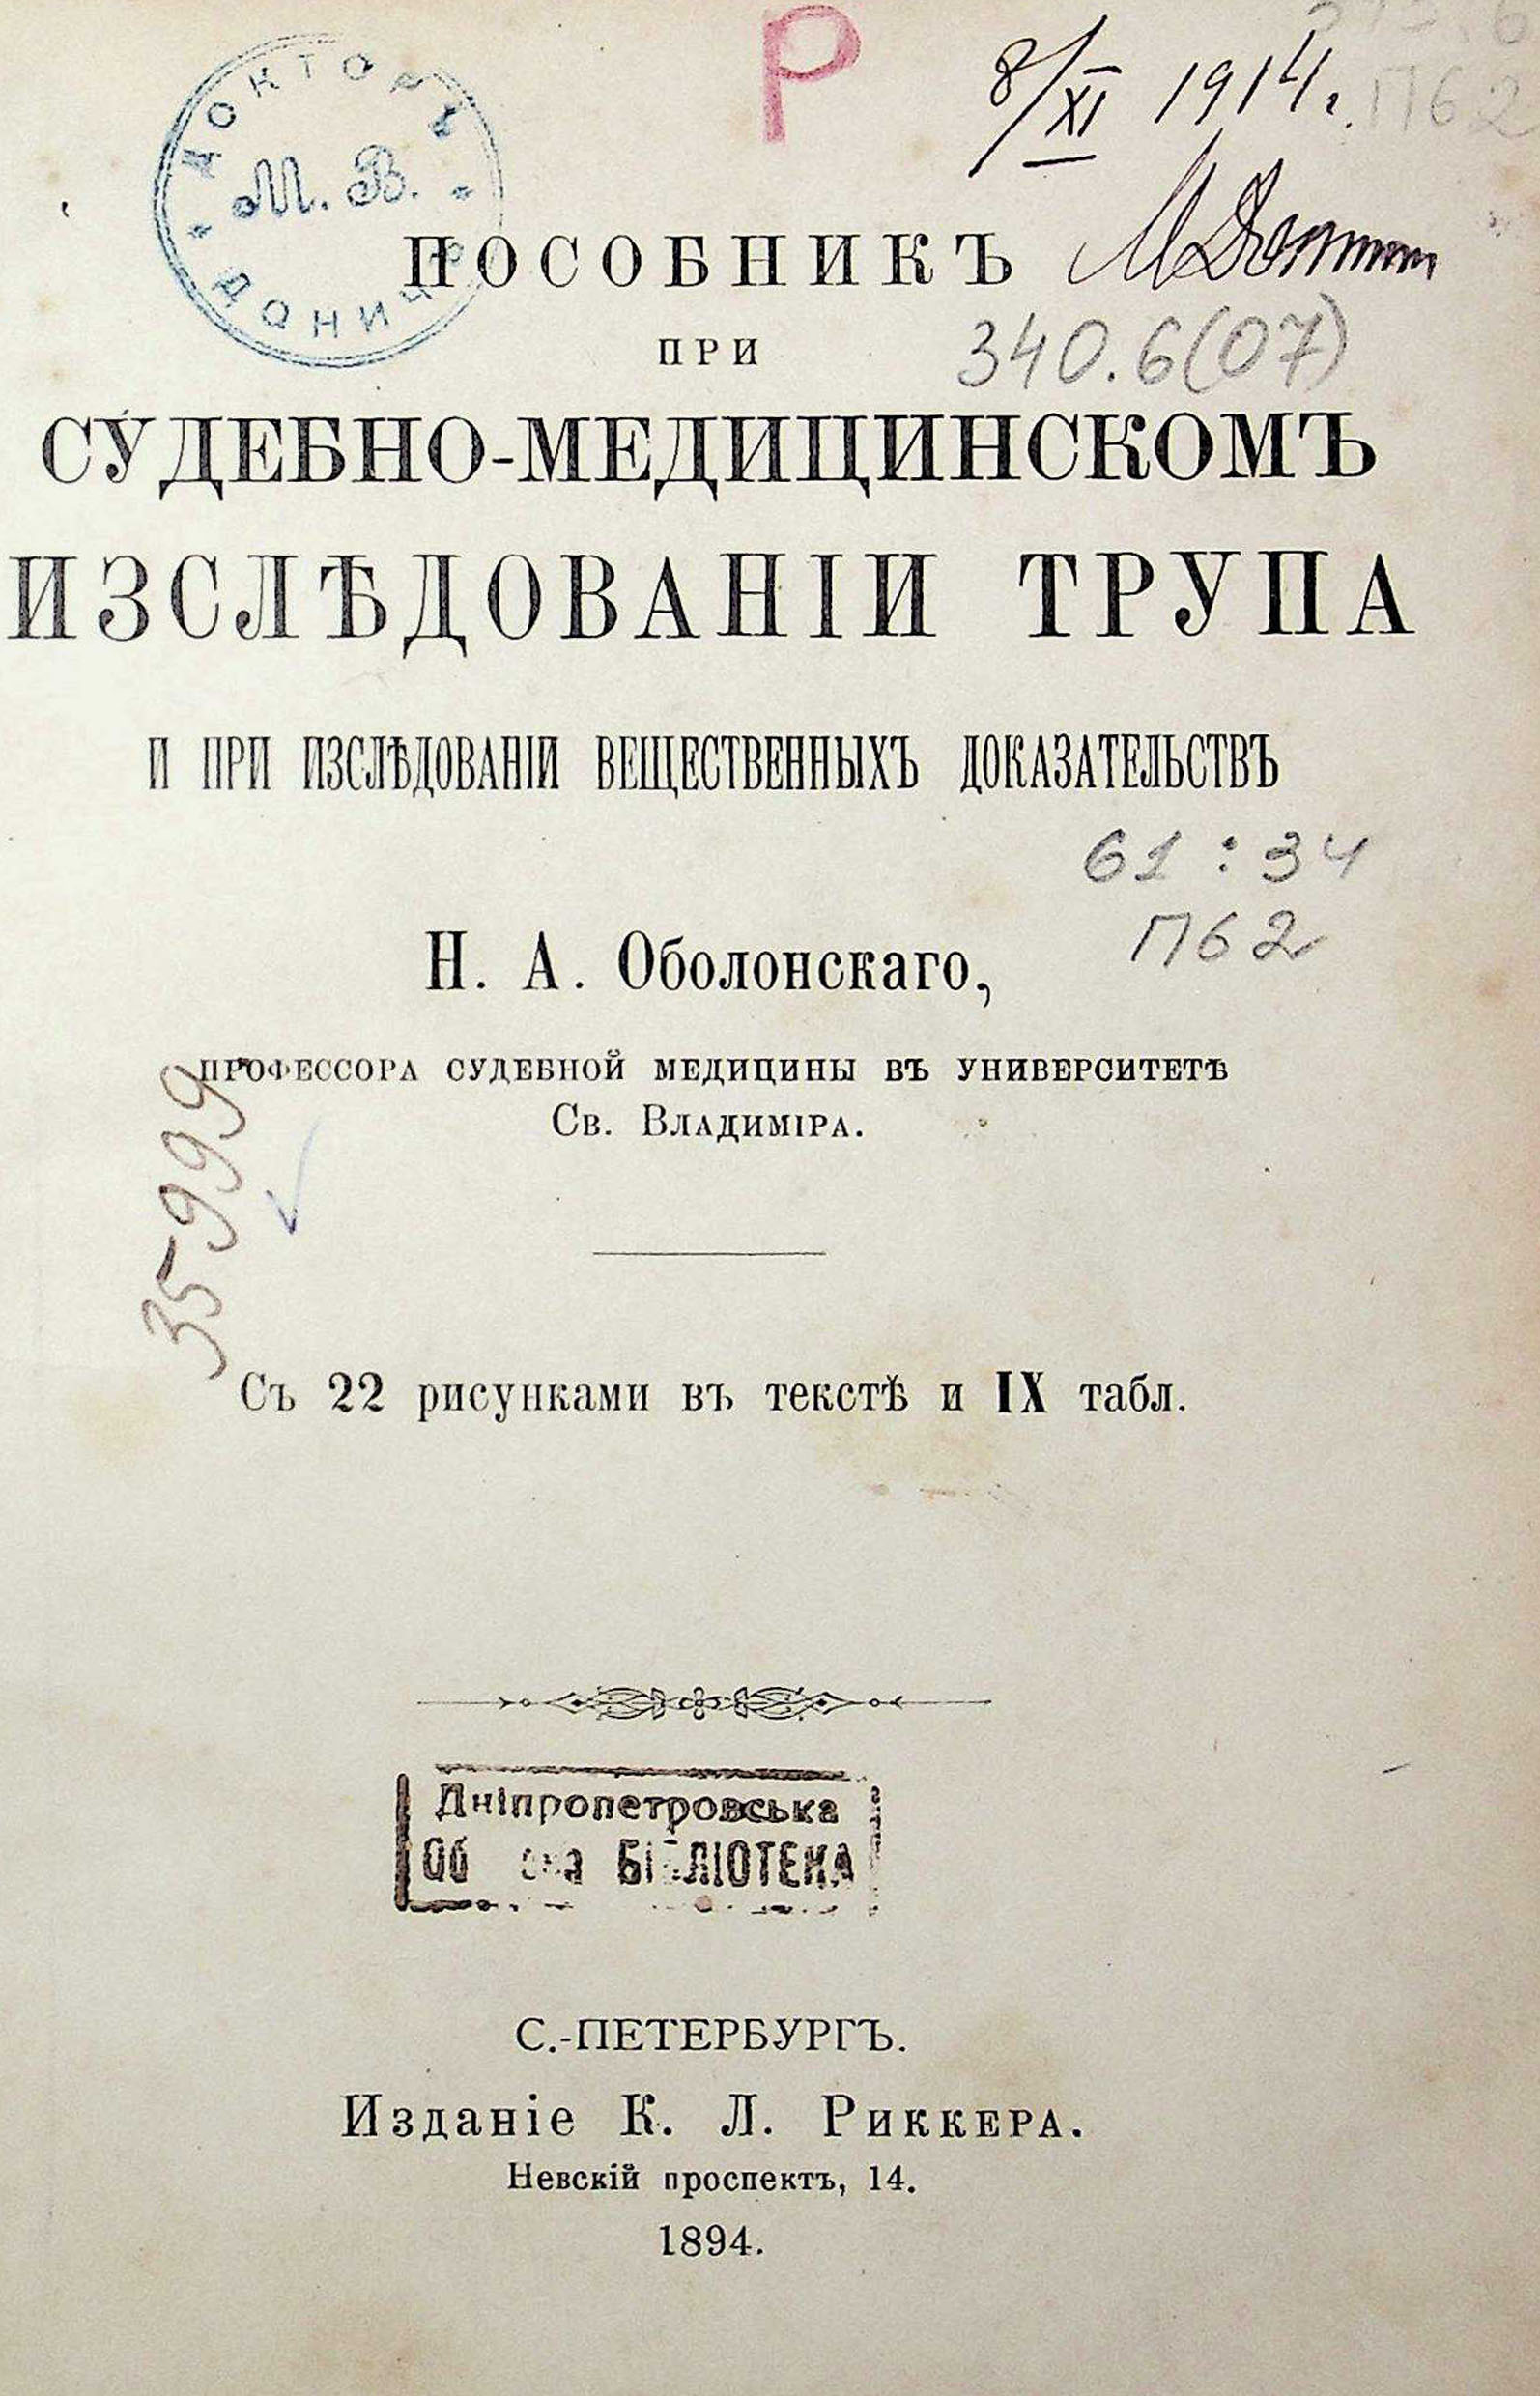 ДОКТОРЪ
М. В.
ДОНИЧЪ
Р
8/XI 1914 г.
П62
ПОСОБНИКЪ
ПРИ
340.6(07)
СУДЕБНО-МЕДИЦИНСКОМЪ
ИЗСЛѢДОВАНІИ ТРУПА
И ПРИ ИЗСЛѢДОВАНІИ ВЕЩЕСТВЕННЫХЪ ДОКАЗАТЕЛЬСТВЪ
61 : 34
П62
Н. А. Оболонскаго,
ПРОФЕССОРА СУДЕБНОЙ МЕДИЦИНЫ ВЪ УНИВЕРСИТЕТѢ
Св. Владиміра.
35999
Съ 22 рисунками въ текстѣ и IX табл.
Дніпропетровська
БІБЛІОТЕКА
С.-ПЕТЕРБУРГЪ.
Изданіе К. Л. Риккера.
Невскій проспектъ, 14.
1894.